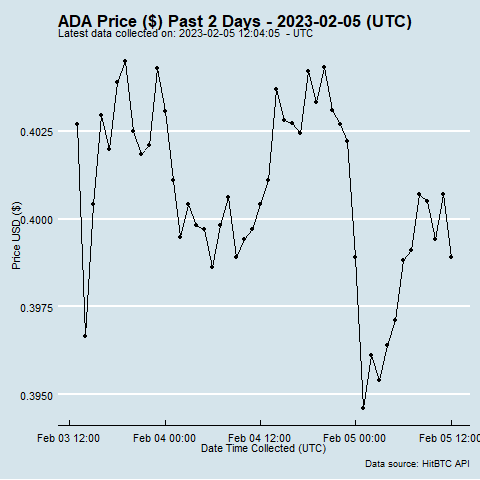 ADA Price ($) Past 2 Days - 2023-02-05 (UTC)
Latest data collected on: 2023-02-05 12:04:05 - UTC
0.4025
0.4000
0.3975
0.3950
Price USD ($)
Feb 03 12:00 Feb 04 00:00 Feb 04 12:00 Feb 05 00:00 Feb 05 12:00
Date Time Collected (UTC)
Data source: HitBTC API